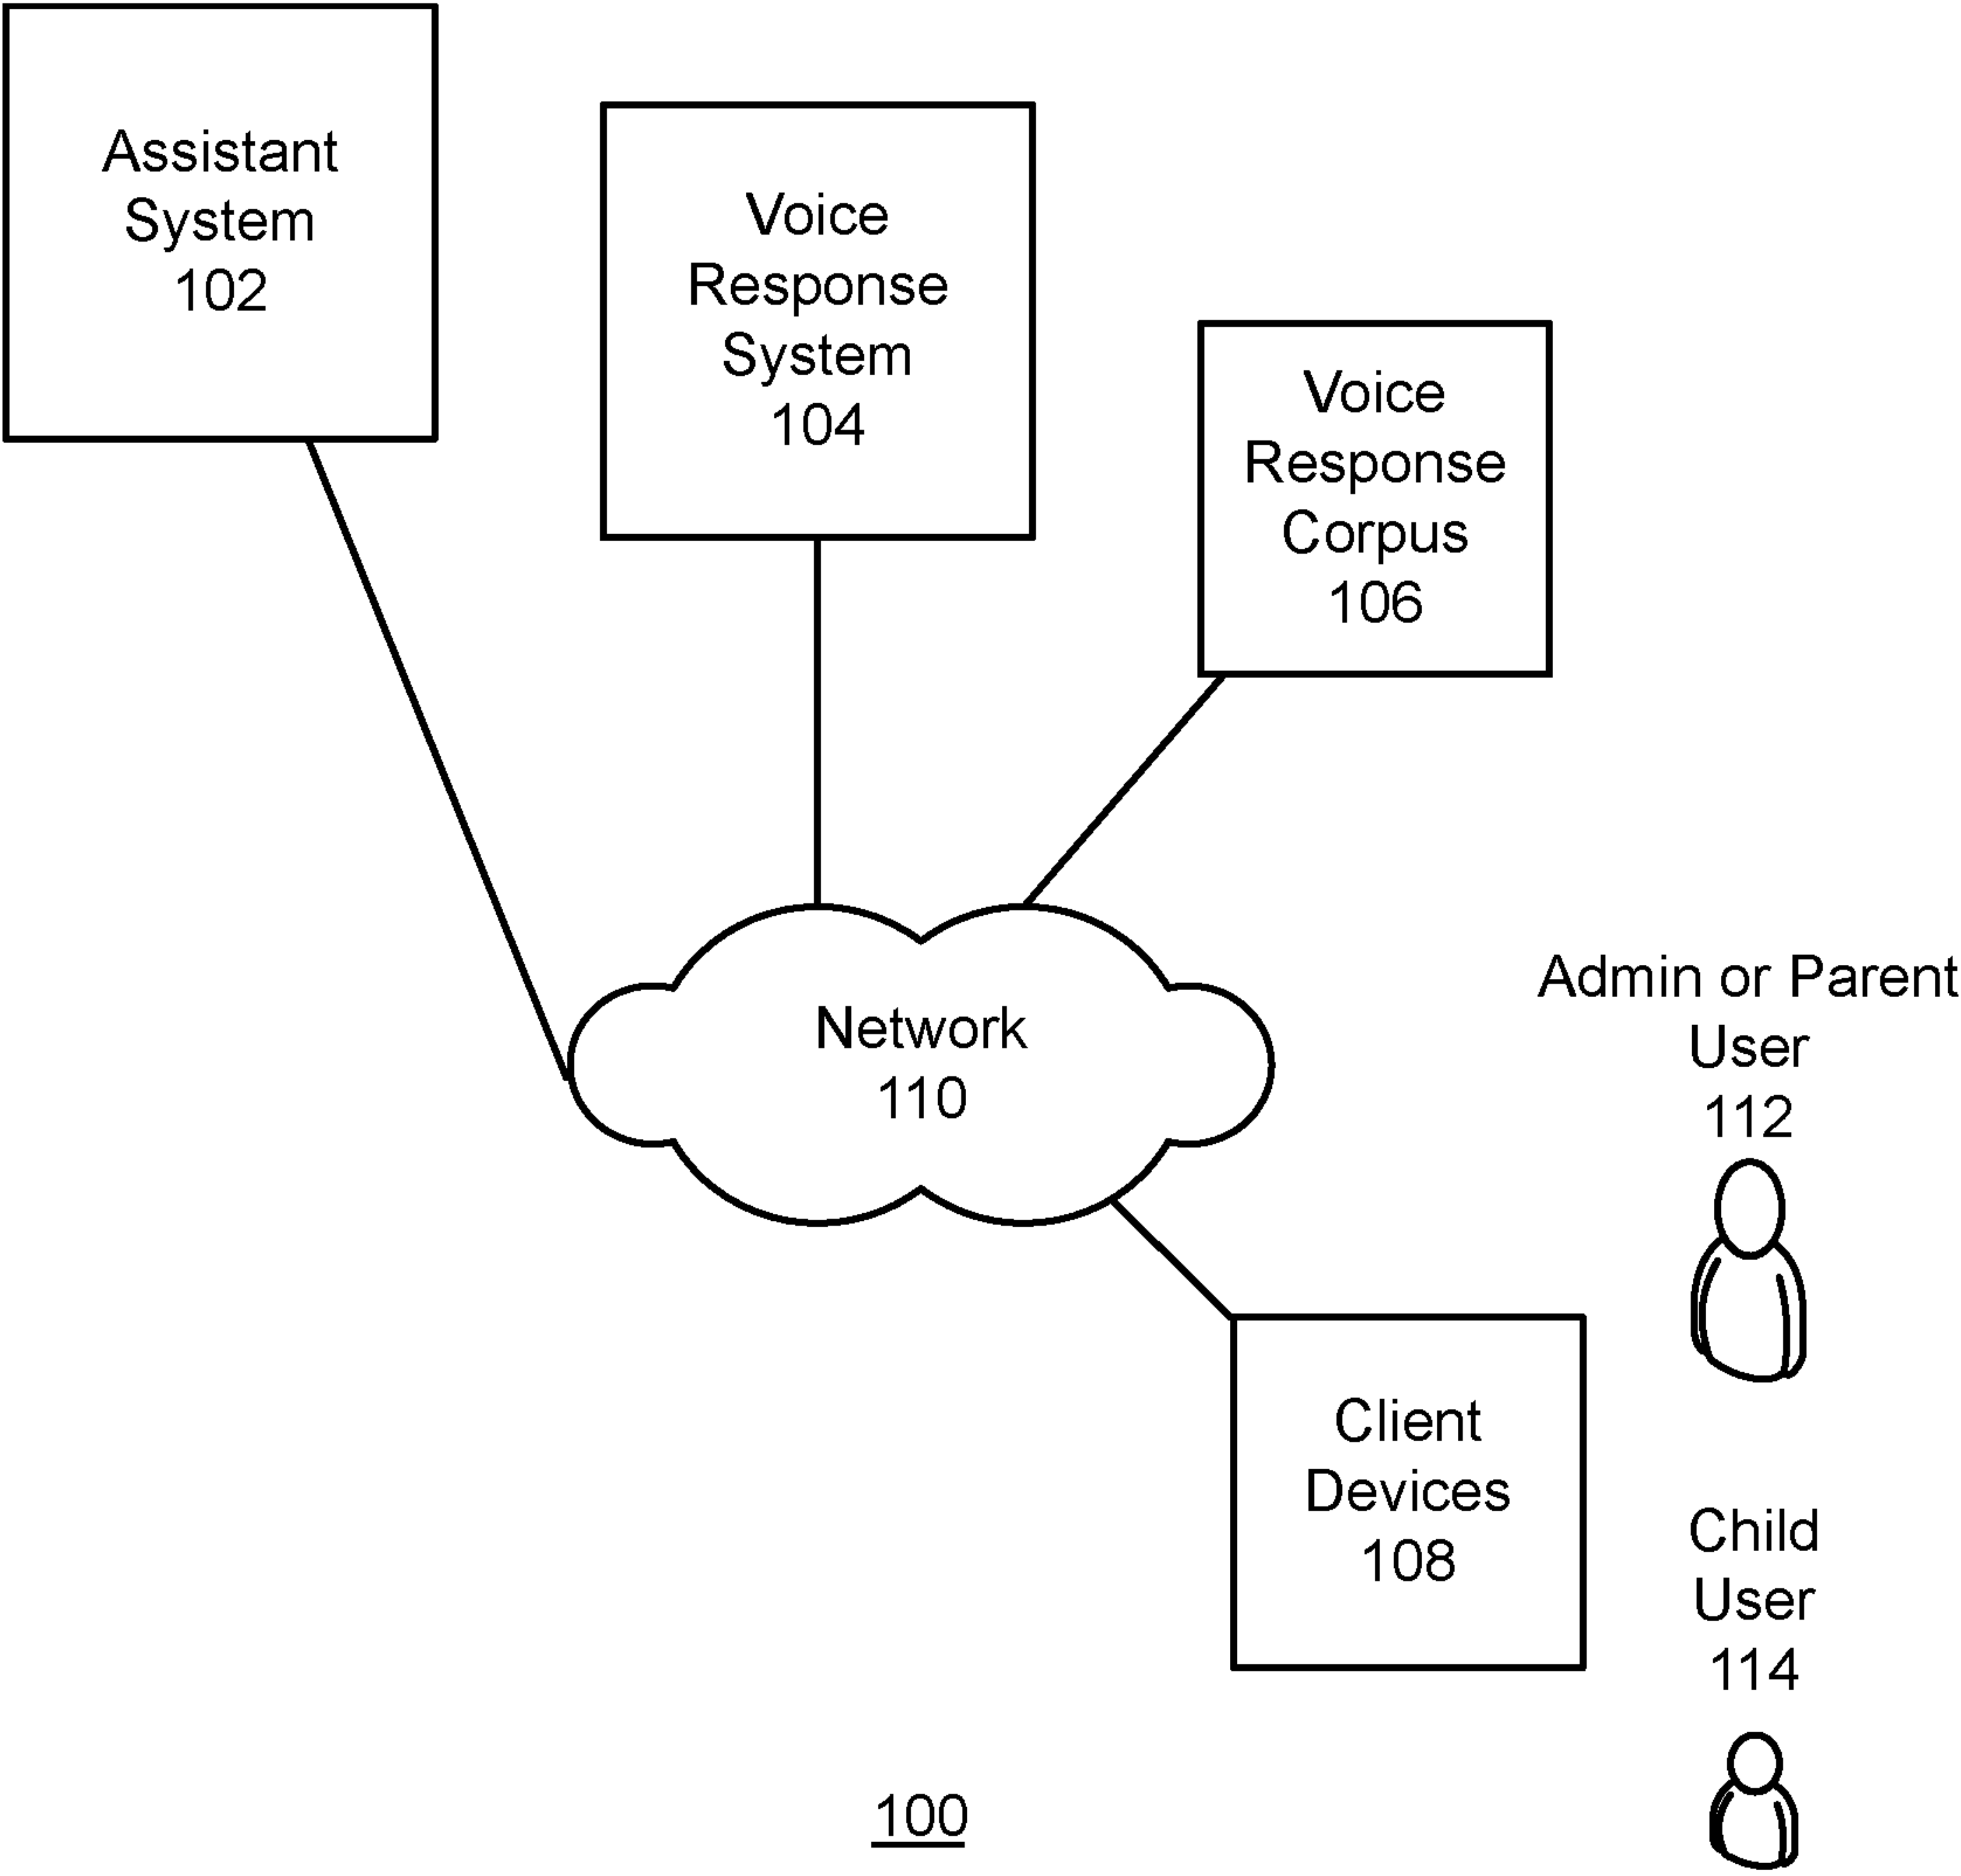 Assistant
System
102
Voice
Response
System
104
Voice
Response
Corpus
106
Network
110
Admin or Parent
User
112
Client
Devices
108
Child
User
114
100